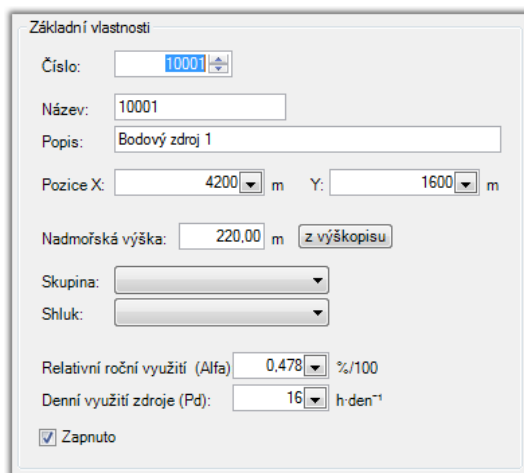 Základní vlastnosti
Číslo: 10001
Název: 10001
Popis: Bodový zdroj 1
Pozice X: 4200 m Y: 1600 m
Nadmořská výška: 220,00 m z výškopisu
Skupina:
Shluk:
Relativní roční využití (Alfa) 0,478 %/100
Denní využití zdroje (Pd): 16 h·den⁻¹
Zapnuto